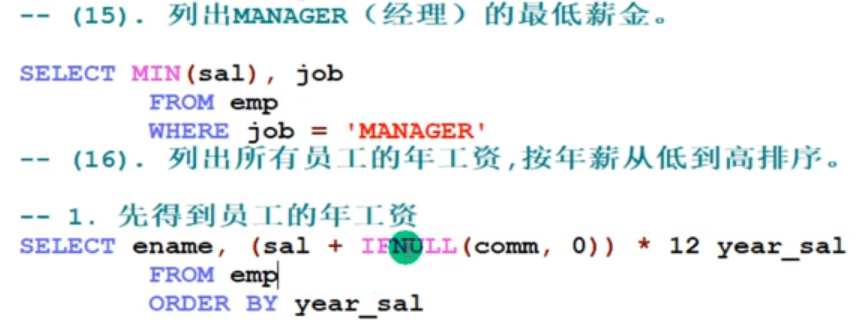 -- (15). 列出MANAGER（经理）的最低薪金。
SELECT MIN(sal), job
FROM emp
WHERE job = 'MANAGER'
-- (16). 列出所有员工的年工资,按年薪从低到高排序。
-- 1. 先得到员工的年工资
SELECT ename, (sal + IFNULL(comm, 0)) * 12 year_sal
FROM emp
ORDER BY year_sal